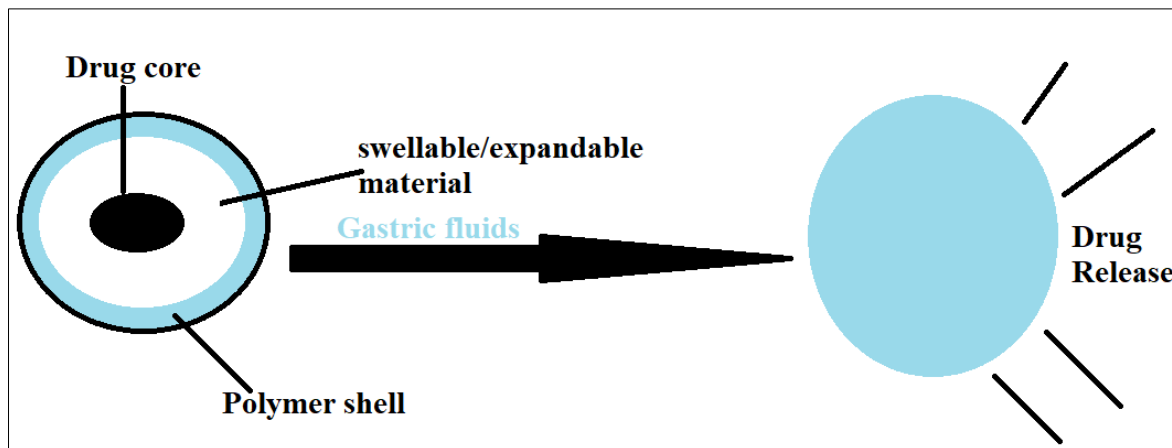 Drug core
swellable/expandable
material
Gastric fluids
Drug
Release
Polymer shell